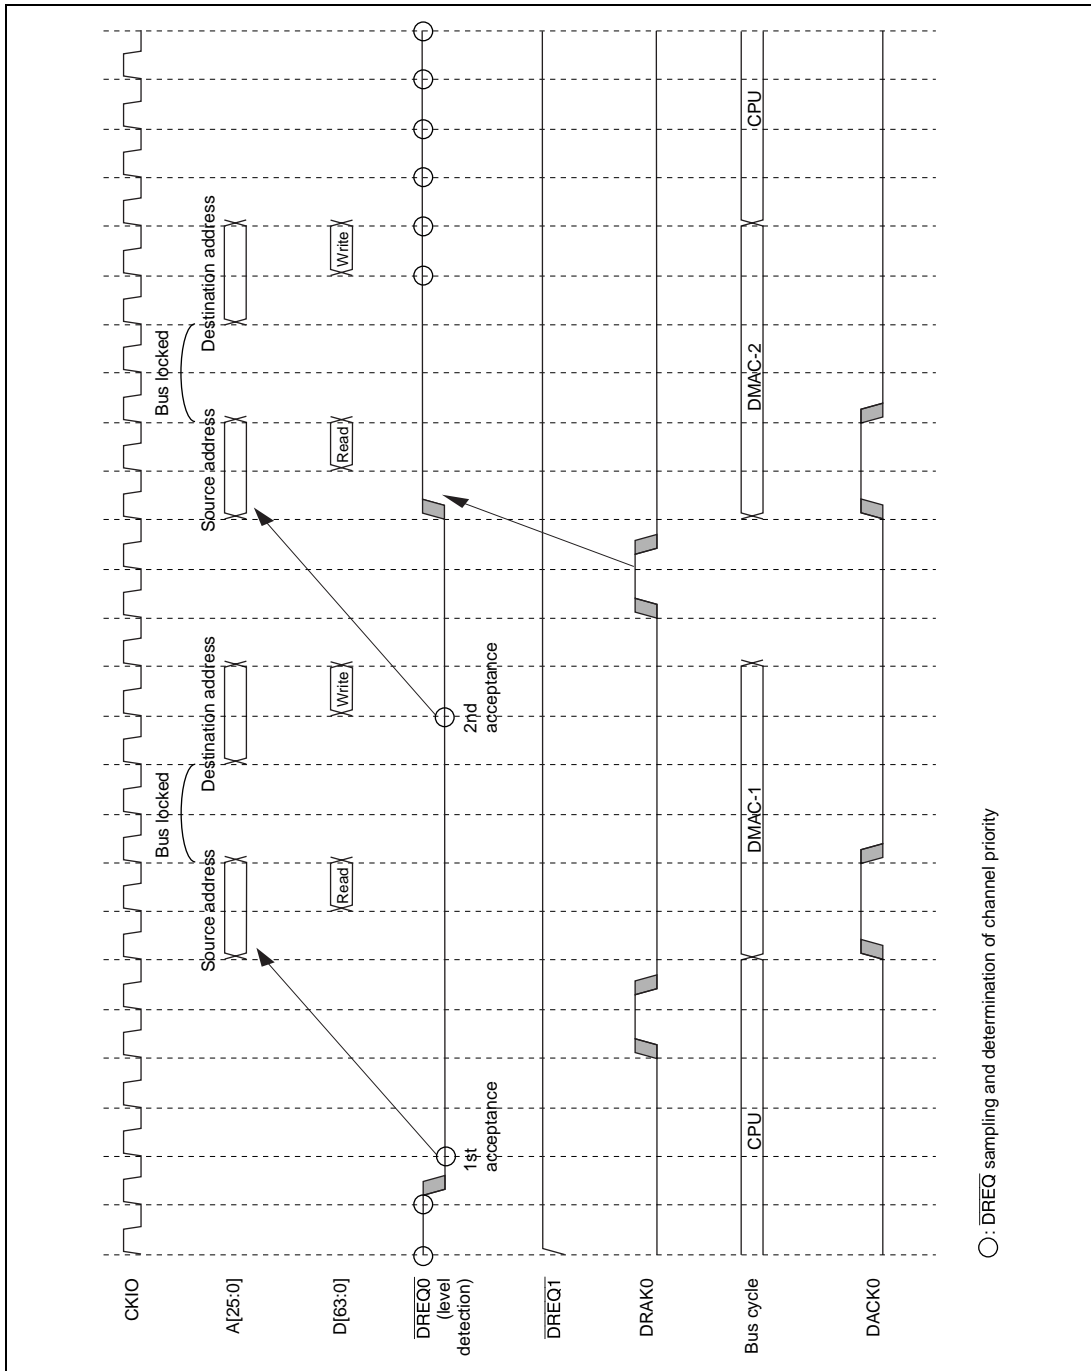 CKIO
Bus locked
Bus locked
Source address
Destination address
Source address
Destination address
A[25:0]
D[63:0]
Read
Write
Read
Write
DREQ0
(level
detection)
1st
acceptance
2nd
acceptance
DREQ1
DRAK0
Bus cycle
CPU
DMAC-1
DMAC-2
CPU
DACK0
: DREQ sampling and determination of channel priority